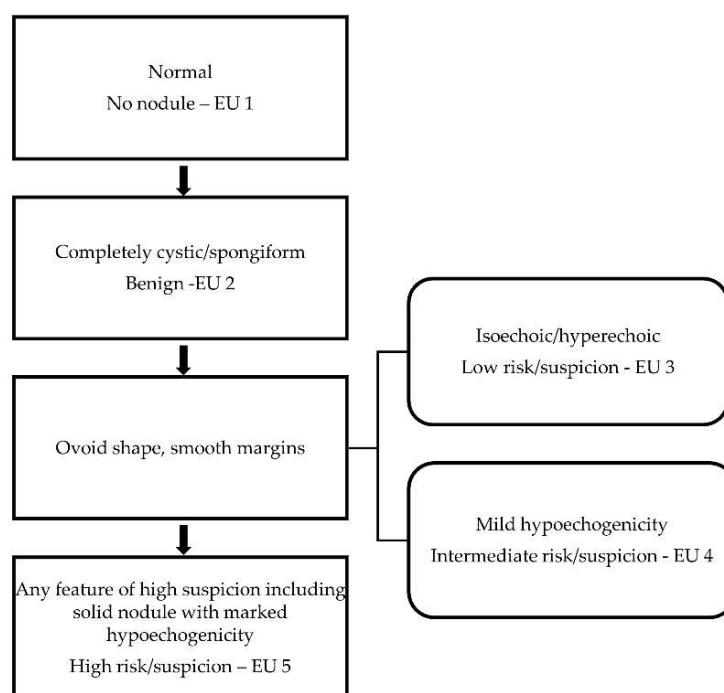 Normal
No nodule – EU 1
Completely cystic/spongiform
Benign -EU 2
Ovoid shape, smooth margins
Isoechoic/hyperechoic
Low risk/suspicion - EU 3
Mild hypoechogenicity
Intermediate risk/suspicion - EU 4
Any feature of high suspicion including
solid nodule with marked
hypoechogenicity
High risk/suspicion – EU 5